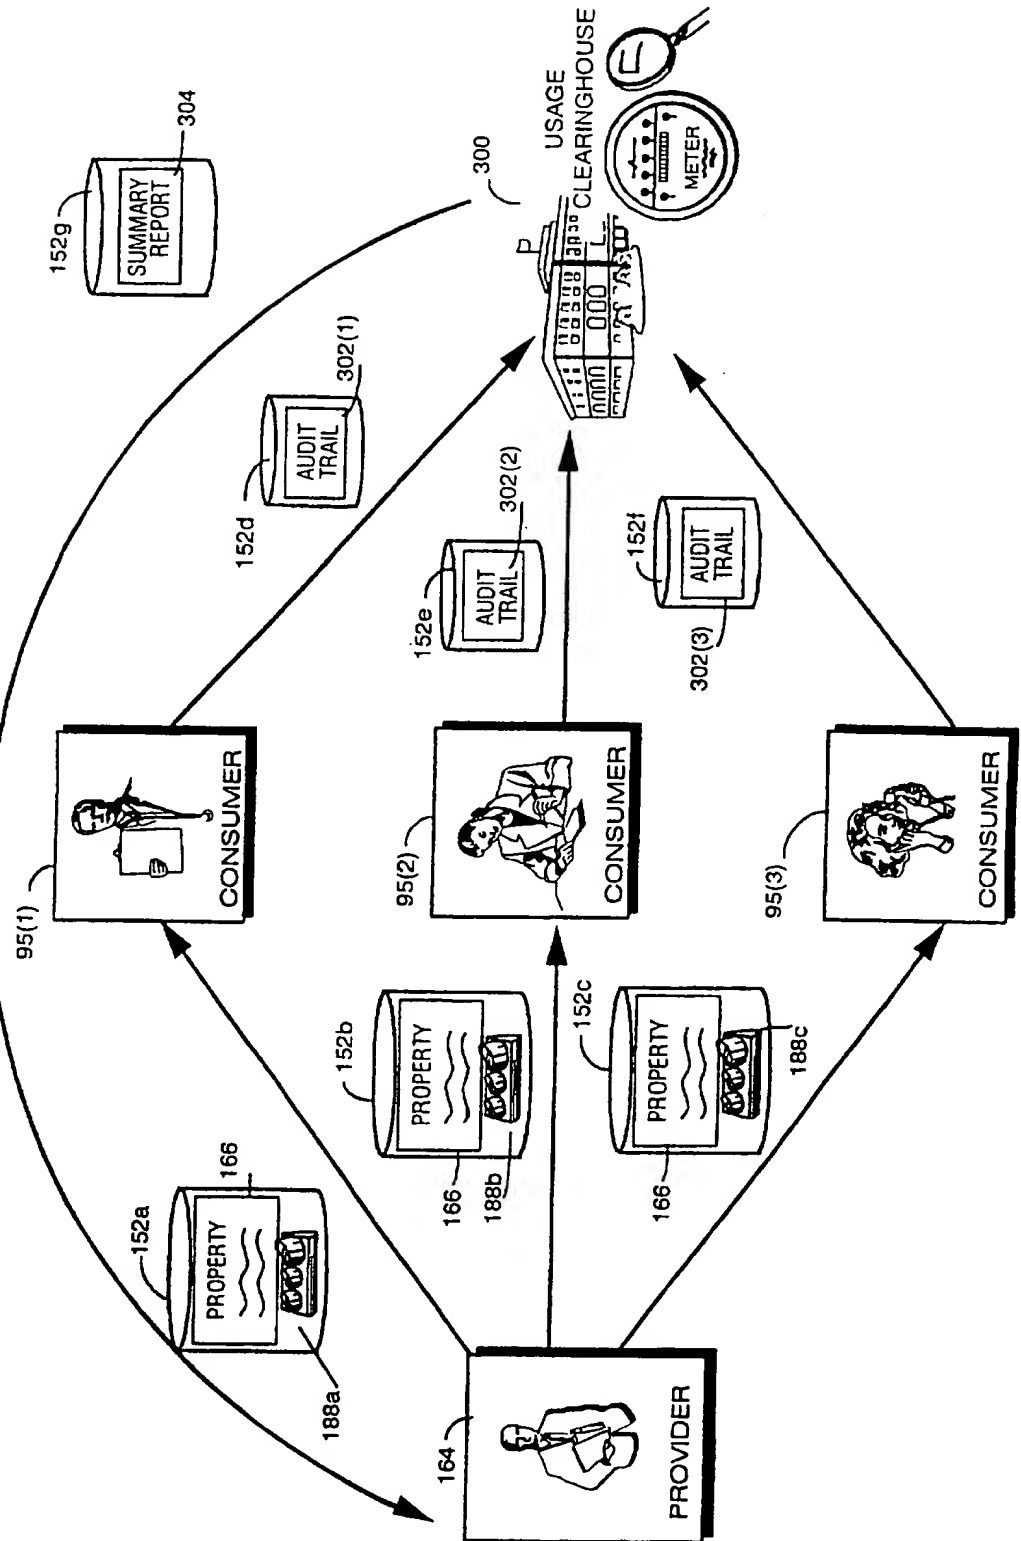 152g
SUMMARY
REPORT
304
300
USAGE
CLEARINGHOUSE
METER
152d
AUDIT
TRAIL
302(1)
152e
AUDIT
TRAIL
302(2)
152f
AUDIT
TRAIL
302(3)
95(1)
CONSUMER
95(2)
CONSUMER
95(3)
CONSUMER
152a
166
PROPERTY
188a
152b
PROPERTY
166
188b
152c
PROPERTY
166
188c
164
PROVIDER